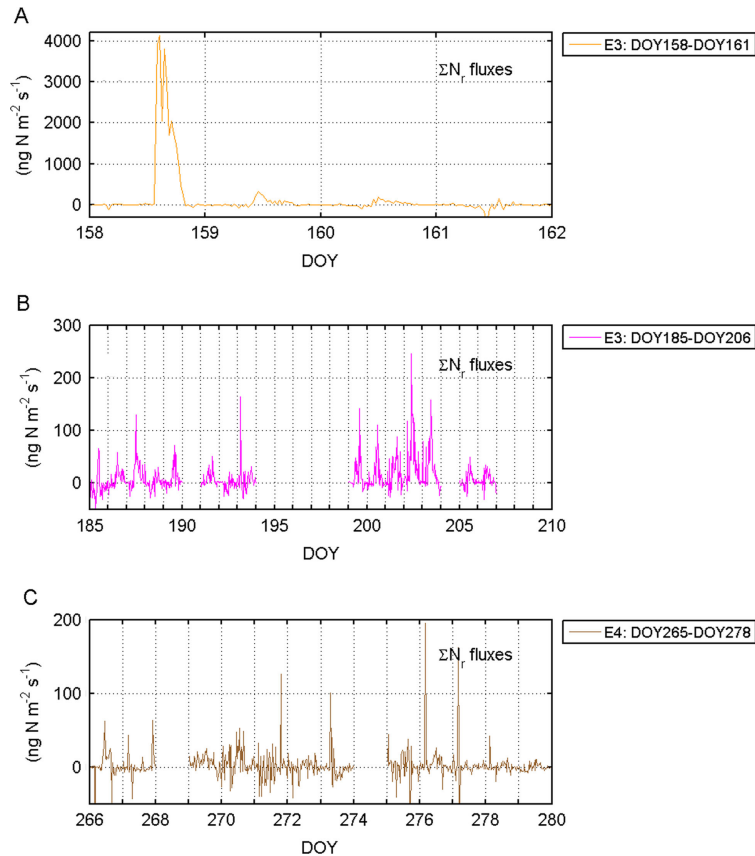 A
ΣNr fluxes
E3: DOY158-DOY161
(ng N m-2 s-1)
4000
3000
2000
1000
0
158 159 160 161 162
DOY
B
ΣNr fluxes
E3: DOY185-DOY206
(ng N m-2 s-1)
300
200
100
0
185 190 195 200 205 210
DOY
C
ΣNr fluxes
E4: DOY265-DOY278
(ng N m-2 s-1)
200
100
0
266 268 270 272 274 276 278 280
DOY